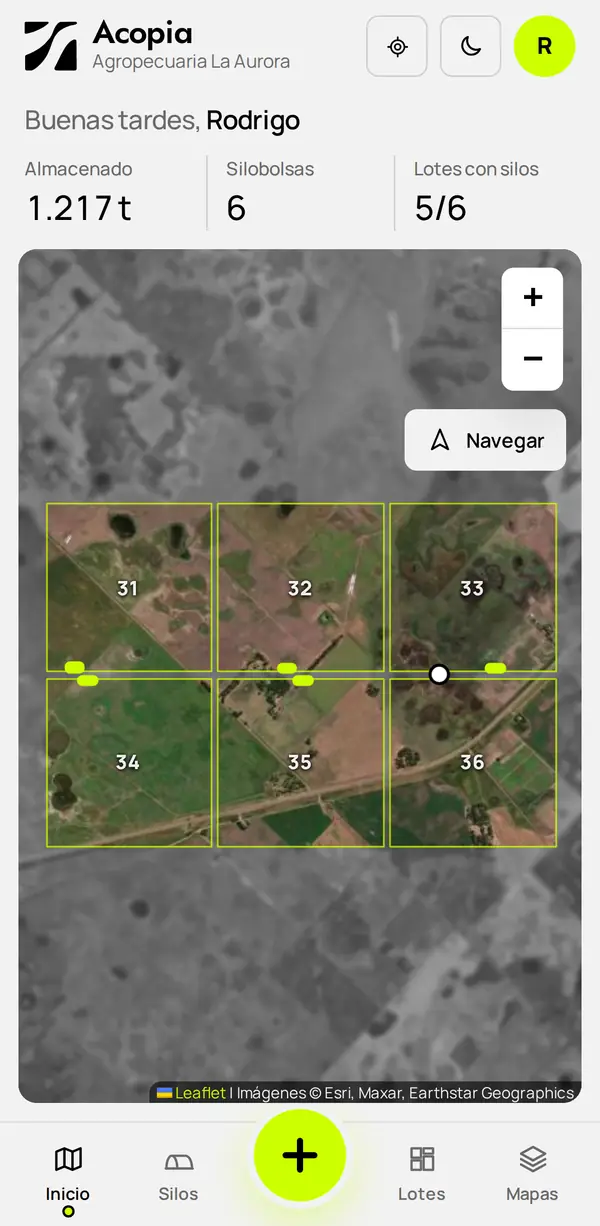 Acopia
Agropecuaria La Aurora
R
Buenas tardes, Rodrigo
Almacenado
Silobolsas
Lotes con silos
1.217 t
6
5/6
+
−
Navegar
31
32
33
34
35
36
Leaflet | Imágenes © Esri, Maxar, Earthstar Geographics
+
Inicio
Silos
Lotes
Mapas